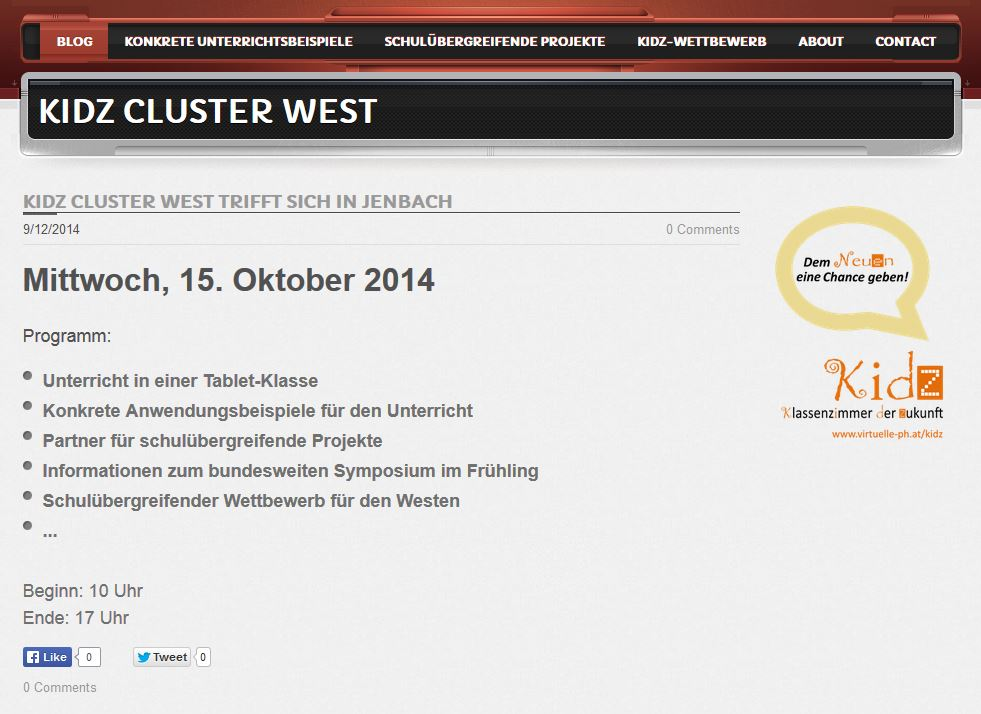 BLOG KONKRETE UNTERRICHTSBEISPIELE SCHULÜBERGREIFENDE PROJEKTE KIDZ-WETTBEWERB ABOUT CONTACT
KIDZ CLUSTER WEST
KIDZ CLUSTER WEST TRIFFT SICH IN JENBACH
9/12/2014 0 Comments
Mittwoch, 15. Oktober 2014
Programm:
Unterricht in einer Tablet-Klasse
Konkrete Anwendungsbeispiele für den Unterricht
Partner für schulübergreifende Projekte
Informationen zum bundesweiten Symposium im Frühling
Schulübergreifender Wettbewerb für den Westen
...
Beginn: 10 Uhr
Ende: 17 Uhr
Like 0 Tweet 0
0 Comments
Dem Neuen
eine Chance geben!
KidZ
Klassenzimmer der Zukunft
www.virtuelle-ph.at/kidz